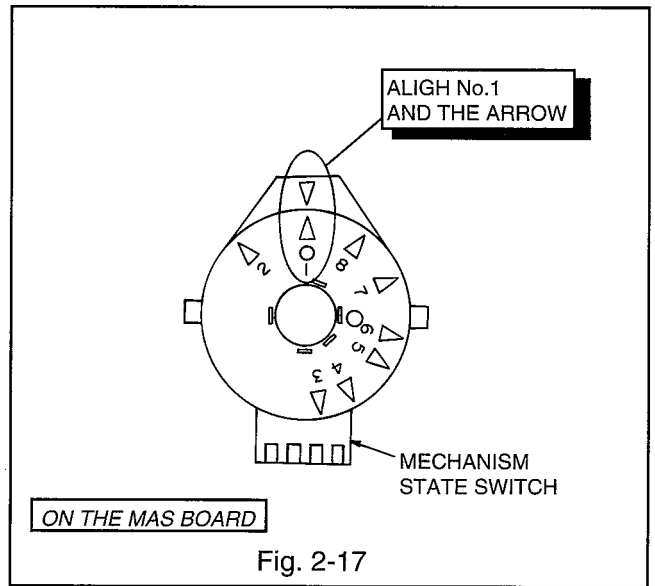 ALIGH No.1
AND THE ARROW
1
2
8
7
6
5
4
3
MECHANISM
STATE SWITCH
ON THE MAS BOARD
Fig. 2-17